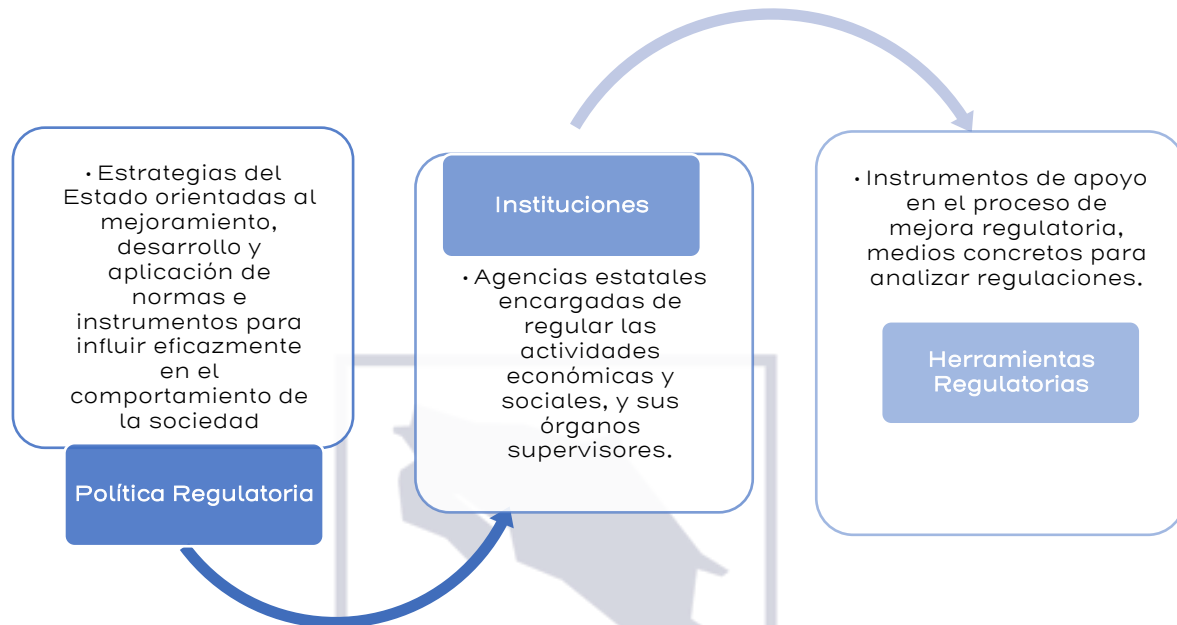 • Estrategias del
Estado orientadas al
mejoramiento,
desarrollo y
aplicación de
normas e
instrumentos para
influir eficazmente
en el
comportamiento de
la sociedad
Política Regulatoria
Instituciones
• Agencias estatales
encargadas de
regular las
actividades
económicas y
sociales, y sus
órganos
supervisores.
• Instrumentos de apoyo
en el proceso de
mejora regulatoria,
medios concretos para
analizar regulaciones.
Herramientas
Regulatorias